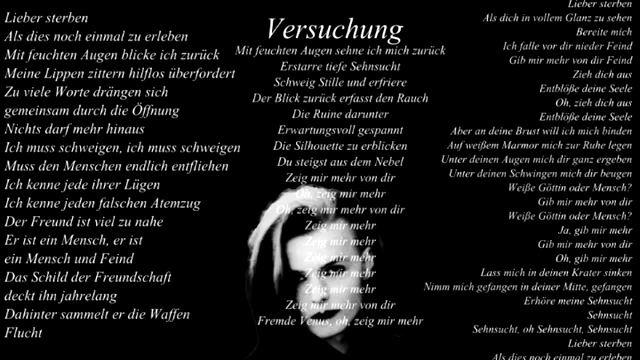 Lieber sterben
Als dies noch einmal zu erleben
Mit feuchten Augen blicke ich zurück
Meine Lippen zittern hilflos überfordert
Zu viele Worte drängen sich
gemeinsam durch die Öffnung
Nichts darf mehr hinaus
Ich muss schweigen, ich muss schweigen
Muss den Menschen endlich entfliehen
Ich kenne jede ihrer Lügen
Ich kenne jeden falschen Atemzug
Der Freund ist viel zu nahe
Er ist ein Mensch, er ist
ein Mensch und Feind
Das Schild der Freundschaft
deckt ihn jahrelang
Dahinter sammelt er die Waffen
Flucht
Versuchung
Mit feuchten Augen sehne ich mich zurück
Erstarre tiefe Sehnsucht
Schweig Stille und erfriere
Der Blick zurück erfasst den Rauch
Die Ruine darunter
Erwartungsvoll gespannt
Die Silhouette zu erblicken
Du steigst aus dem Nebel
Zeig mir mehr von dir
Oh, zeig mir mehr
Oh, zeig mir mehr von dir
Zeig mir mehr
Zeig mir mehr
Zeig mir mehr
Zeig mir mehr
Zeig mir mehr
Zeig mir mehr von dir
Fremde Venus, oh, zeig mir mehr
Lieber sterben
Als dich in vollem Glanz zu sehen
Bereite mich
Ich falle vor dir nieder Feind
Gib mir mehr von dir Feind
Zieh dich aus
Entblöße deine Seele
Oh, zieh dich aus
Entblöße deine Seele
Aber an deine Brust will ich mich binden
Auf weißem Marmor mich zur Ruhe legen
Unter deinen Augen mich dir ganz ergeben
Unter deinen Schwingen mich dir beugen
Weiße Göttin oder Mensch?
Gib mir mehr von dir
Weiße Göttin oder Mensch?
Ja, gib mir mehr
Gib mir mehr von dir
Oh, gib mir mehr
Lass mich in deinen Krater sinken
Nimm mich gefangen in deiner Mitte, gefangen
Erhöre meine Sehnsucht
Sehnsucht
Sehnsucht, oh Sehnsucht, Sehnsucht
Lieber sterben
Als dies noch einmal zu erleben